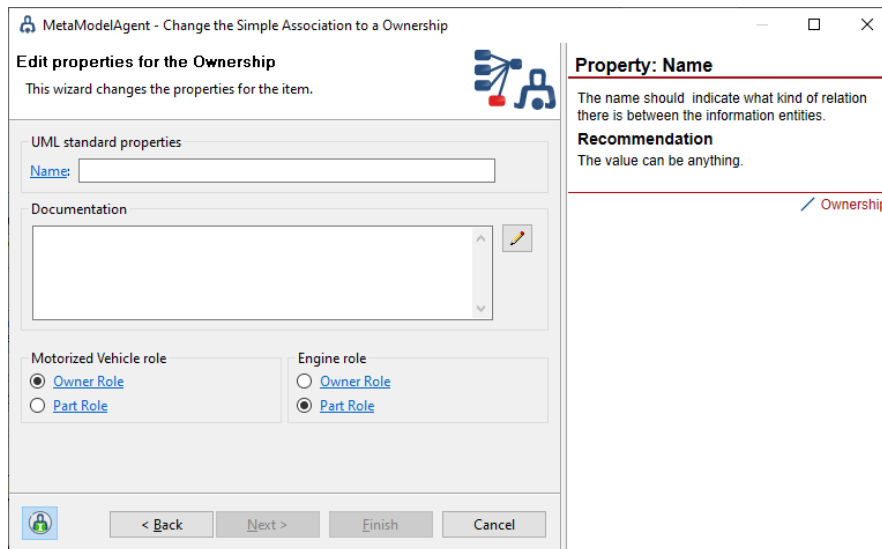 MetaModelAgent - Change the Simple Association to a Ownership
Edit properties for the Ownership
This wizard changes the properties for the item.
UML standard properties
Name:
Documentation
Motorized Vehicle role
Owner Role
Part Role
Engine role
Owner Role
Part Role
< Back
Next >
Finish
Cancel
Property: Name
The name should indicate what kind of relation
there is between the information entities.
Recommendation
The value can be anything.
Ownership